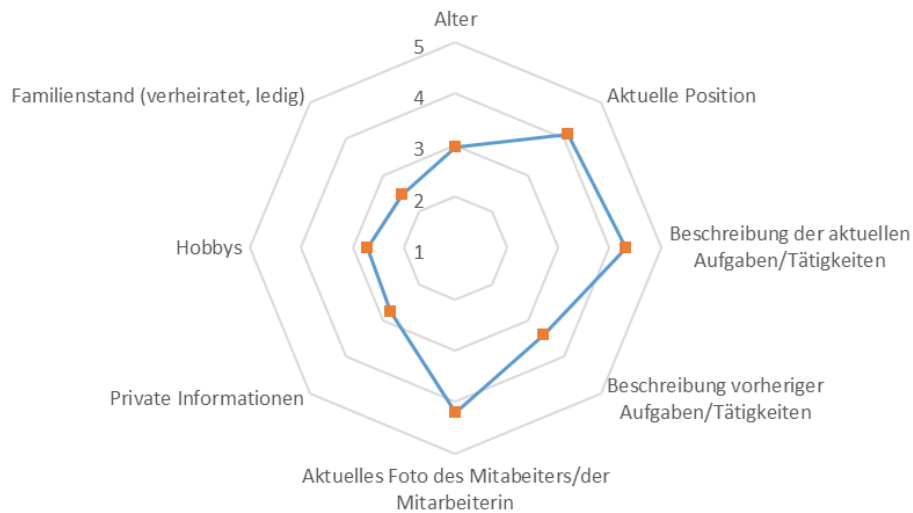 Alter
5
4
3
2
1
Familienstand (verheiratet, ledig)
Aktuelle Position
Hobbys
Beschreibung der aktuellen
Aufgaben/Tätigkeiten
Private Informationen
Beschreibung vorheriger
Aufgaben/Tätigkeiten
Aktuelles Foto des Mitabeiters/der
Mitarbeiterin